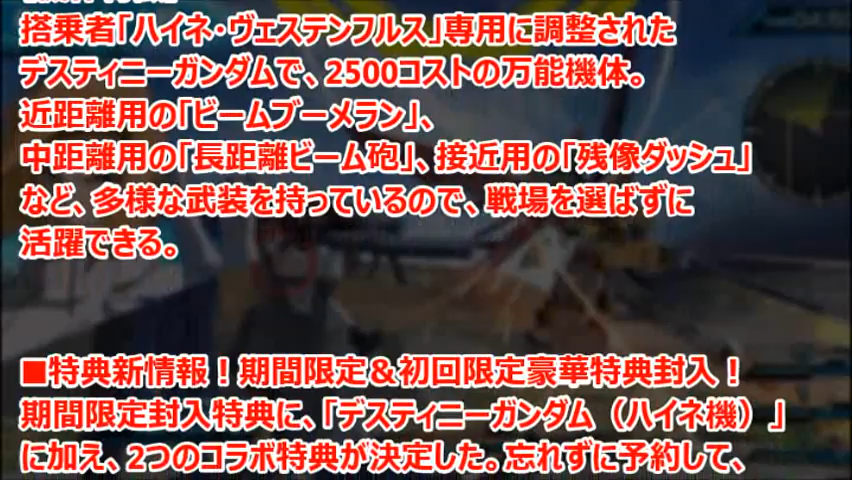 搭乗者「ハイネ・ヴェステンフルス」専用に調整された
デスティニーガンダムで、2500コストの万能機体。
近距離用の「ビームブーメラン」、
中距離用の「長距離ビーム砲」、接近用の「残像ダッシュ」
など、多様な武装を持っているので、戦場を選ばずに
活躍できる。
■特典新情報！期間限定＆初回限定豪華特典封入！
期間限定封入特典に、「デスティニーガンダム（ハイネ機）」
に加え、2つのコラボ特典が決定した。忘れずに予約して、